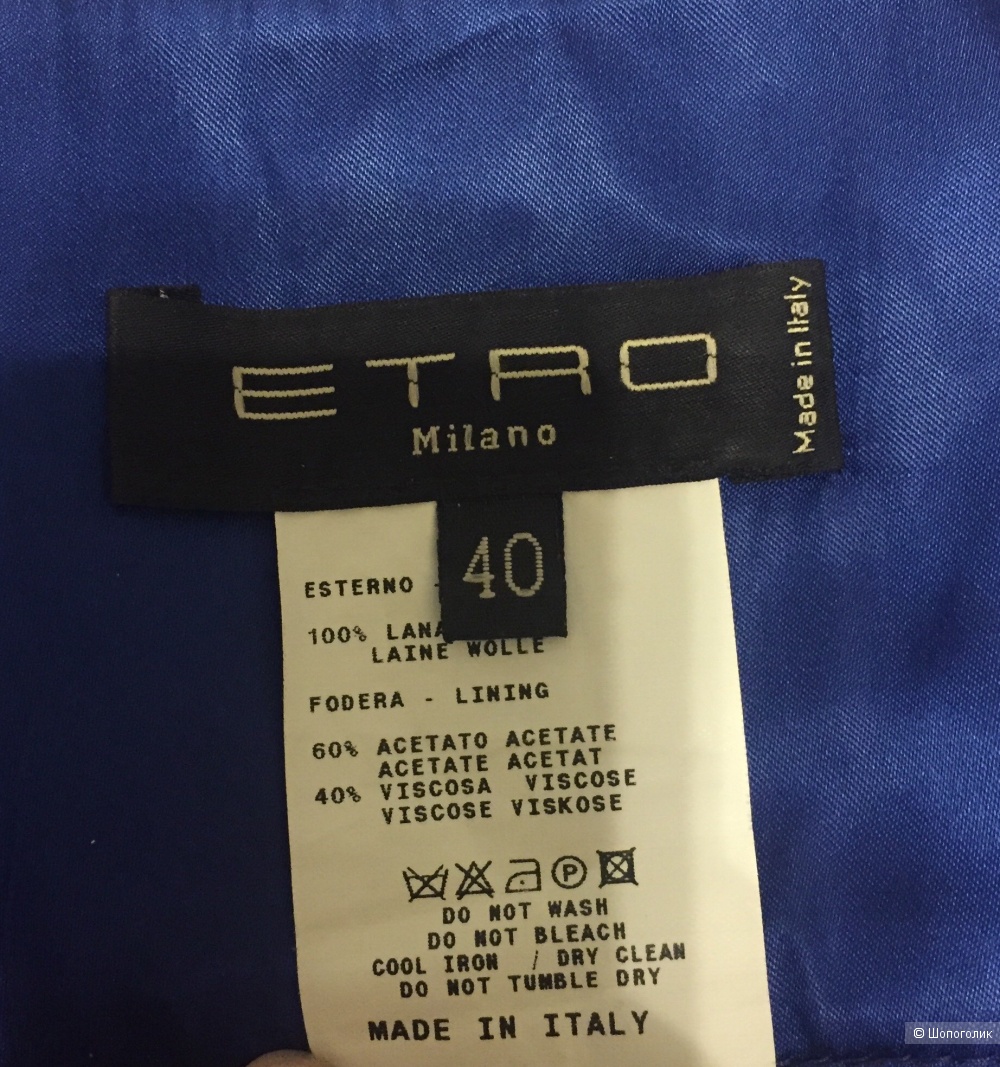 ETRO
Milano
Made in Italy
40
ESTERNO -
100% LANA
LAINE WOLLE
FODERA - LINING
60% ACETATO ACETATE
ACETATE ACETAT
40% VISCOSA VISCOSE
VISCOSE VISKOSE
P
DO NOT WASH
DO NOT BLEACH
COOL IRON / DRY CLEAN
DO NOT TUMBLE DRY
MADE IN ITALY
© Шопоголик